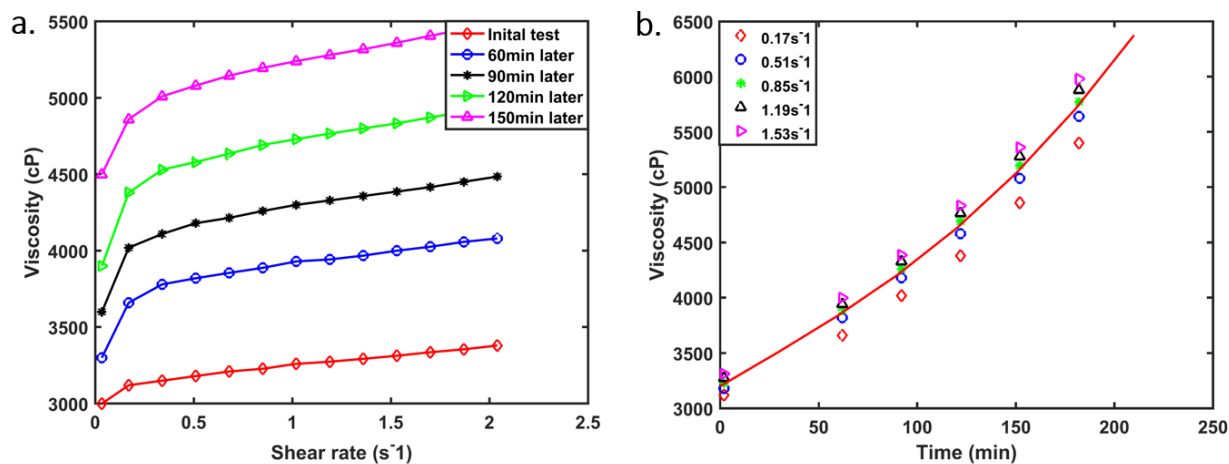 a.
Viscosity (cP)
5500
5000
4500
4000
3500
3000
0 0.5 1 1.5 2 2.5
Shear rate (s⁻1)
Inital test
60min later
90min later
120min later
150min later
b.
Viscosity (cP)
6500
6000
5500
5000
4500
4000
3500
3000
0 50 100 150 200 250
Time (min)
0.17s⁻1
0.51s⁻1
0.85s⁻1
1.19s⁻1
1.53s⁻1